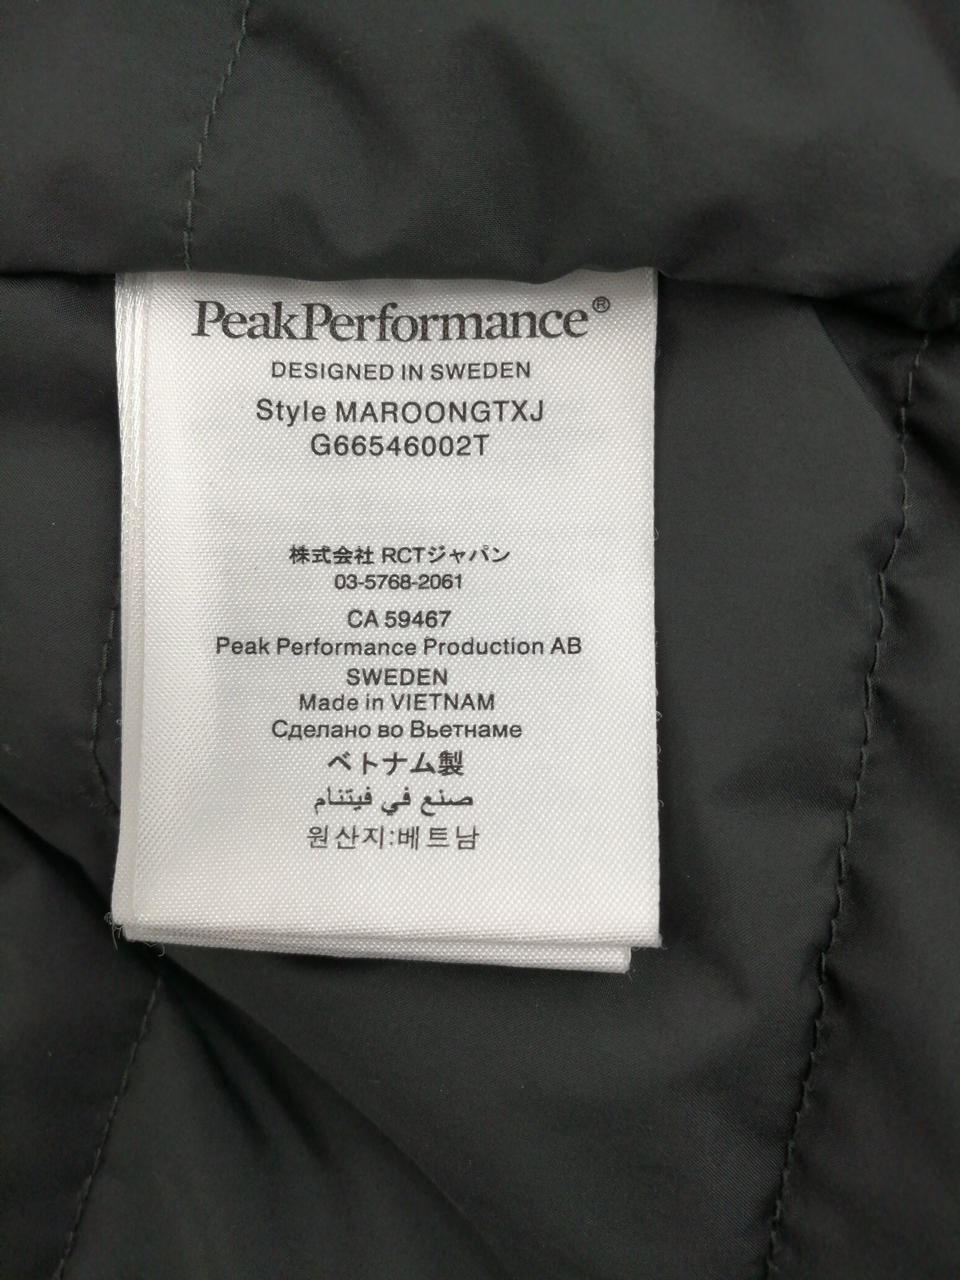 PeakPerformance®
DESIGNED IN SWEDEN
Style MAROONGTXJ
G66546002T
株式会社 RCTジャパン
03-5768-2061
CA 59467
Peak Performance Production AB
SWEDEN
Made in VIETNAM
Сделано во Вьетнаме
ベトナム製
صنع في فيتنام
원산지:베트남